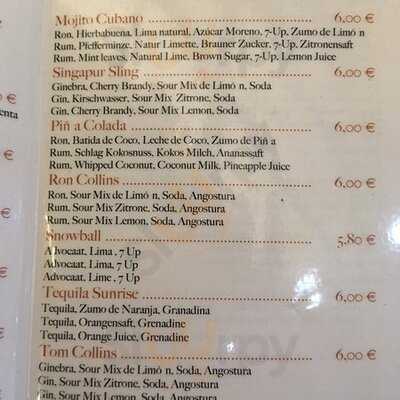 Mojito Cubano 6,00 €
Ron, Hierbabuena, Lima natural, Azúcar Moreno, 7-Up, Zumo de Limó n
Rum, Pfefferminze, Natur Limette, Brauner Zucker, 7-Up, Zitronensaft
Rum, Mint leaves, Natural Lime, Brown Sugar, 7-Up, Lemon Juice
Singapur Sling 6,00 €
Ginebra, Cherry Brandy, Sour Mix de Limó n, Soda
Gin, Kirschwasser, Sour Mix Zitrone, Soda
Gin, Cherry Brandy, Sour Mix Lemon, Soda
Piñ a Colada 6,00 €
Ron, Batida de Coco, Leche de Coco, Zumo de Piñ a
Rum, Schlag Kokosnuss, Kokos Milch, Ananassaft
Rum, Whipped Coconut, Coconut Milk, Pineapple Juice
Ron Collins 6,00 €
Ron, Sour Mix de Limó n, Soda, Angostura
Rum, Sour Mix Zitrone, Soda, Angostura
Rum, Sour Mix Lemon, Soda, Angostura
Snowball 5,80 €
Advocaat, Lima , 7 Up
Advocaat, Lima, 7 Up
Advocaat, Lime , 7 Up
Tequila Sunrise 6,00 €
Tequila, Zumo de Naranja, Granadina
Tequila, Orangensaft, Grenadine
Tequila, Orange Juice, Grenadine
Tom Collins 6,00 €
Ginebra, Sour Mix de Limó n, Soda, Angostura
Gin, Sour Mix Zitrone, Soda, Angostura
Gin, Sour Mix Lemon, Soda, Angostura